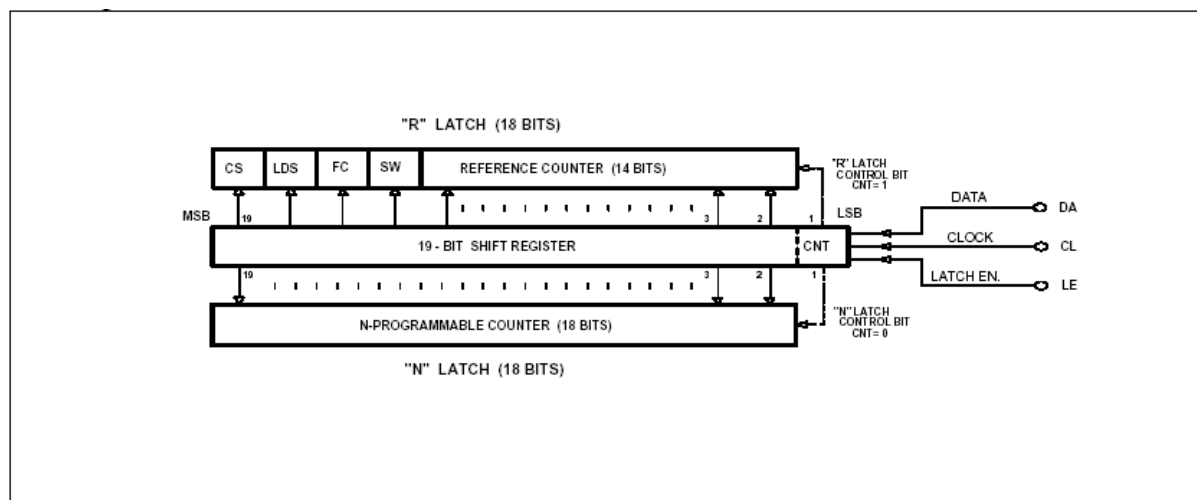 "R" LATCH (18 BITS)
CS LDS FC SW REFERENCE COUNTER (14 BITS)
"R" LATCH
CONTROL BIT
CNT= 1
MSB 19 3 2 1 LSB
DATA DA
19 - BIT SHIFT REGISTER CNT
CLOCK CL
19 3 2 1
LATCH EN. LE
N-PROGRAMMABLE COUNTER (18 BITS)
"N" LATCH
CONTROL BIT
CNT= 0
"N" LATCH (18 BITS)